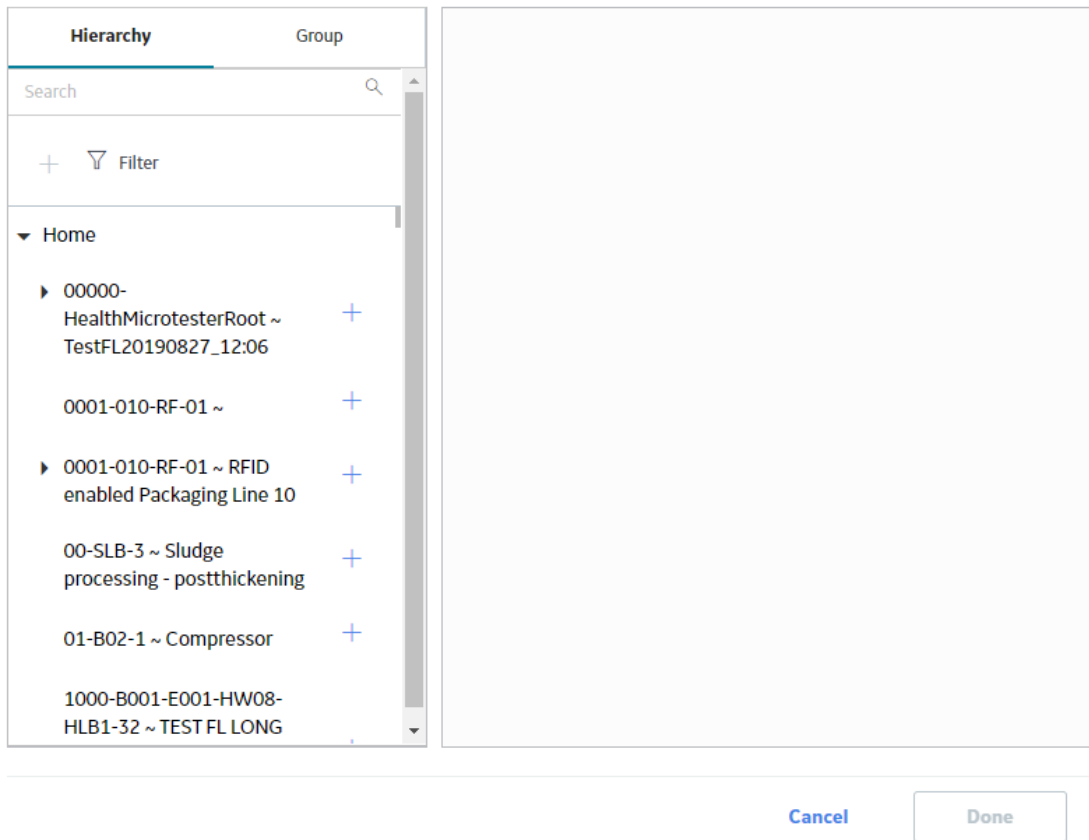 Hierarchy
Group
Search
Filter
Home
00000-
HealthMicrotesterRoot ~
TestFL20190827_12:06
0001-010-RF-01 ~
0001-010-RF-01 ~ RFID
enabled Packaging Line 10
00-SLB-3 ~ Sludge
processing - postthickening
01-B02-1 ~ Compressor
1000-B001-E001-HW08-
HLB1-32 ~ TEST FL LONG
Cancel
Done